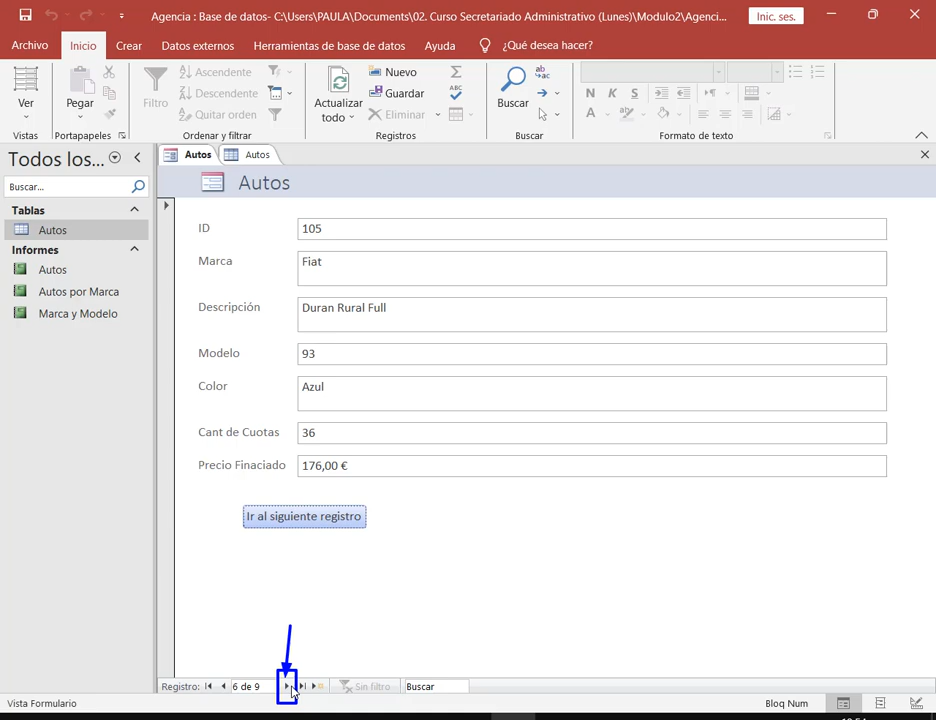 Agencia : Base de datos- C:\Users\PAULA\Documents\02. Curso Secretariado Administrativo (Lunes)\Modulo2\Agenci...
Inic. ses.
Archivo
Inicio
Crear
Datos externos
Herramientas de base de datos
Ayuda
¿Qué desea hacer?
Ver
Pegar
Filtro
Ascendente
Descendente
Quitar orden
Actualizar
todo
Nuevo
Guardar
Eliminar
Buscar
N K S
A
Vistas
Portapapeles
Ordenar y filtrar
Registros
Buscar
Formato de texto
Todos los...
Buscar...
Tablas
Autos
Informes
Autos
Autos por Marca
Marca y Modelo
Autos
Autos
Autos
ID
105
Marca
Fiat
Descripción
Duran Rural Full
Modelo
93
Color
Azul
Cant de Cuotas
36
Precio Finaciado
176,00 €
Ir al siguiente registro
Registro:
6 de 9
Sin filtro
Buscar
Vista Formulario
Bloq Num